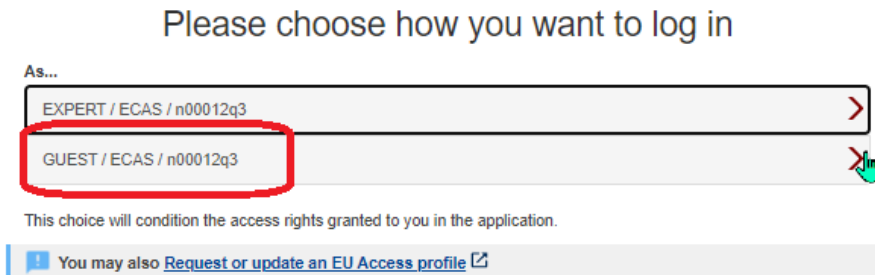 Please choose how you want to log in
As...
EXPERT / ECAS / n00012q3
GUEST / ECAS / n00012q3
This choice will condition the access rights granted to you in the application.
You may also Request or update an EU Access profile